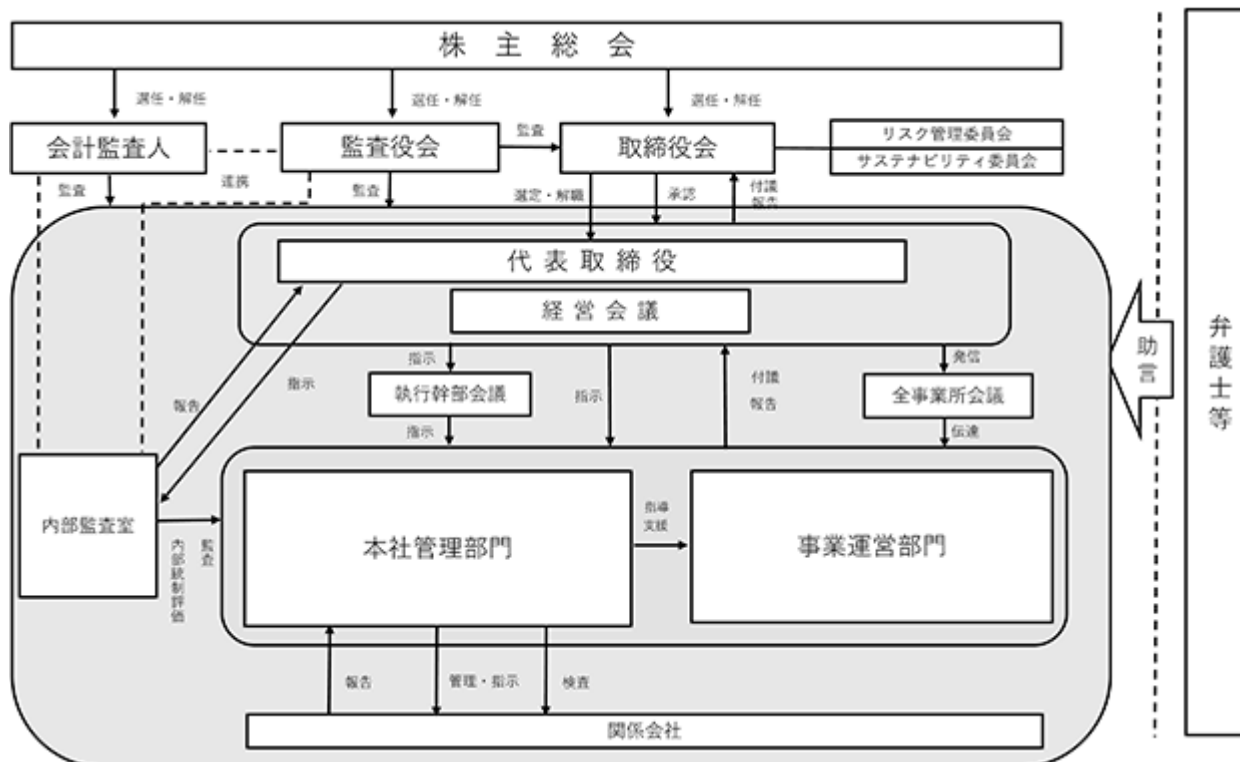 株主総会
選任・解任
選任・解任
選任・解任
会計監査人
監査役会
監査
取締役会
リスク管理委員会
サステナビリティ委員会
監査
連携
監査
選定・解職
承認
付議
報告
代表取締役
経営会議
指示
発信
報告
指示
執行幹部会議
指示
付議
報告
全事業所会議
指示
伝達
助言
弁護士等
内部監査室
監査
内部統制評価
本社管理部門
指導
支援
事業運営部門
報告
管理・指示
検査
関係会社